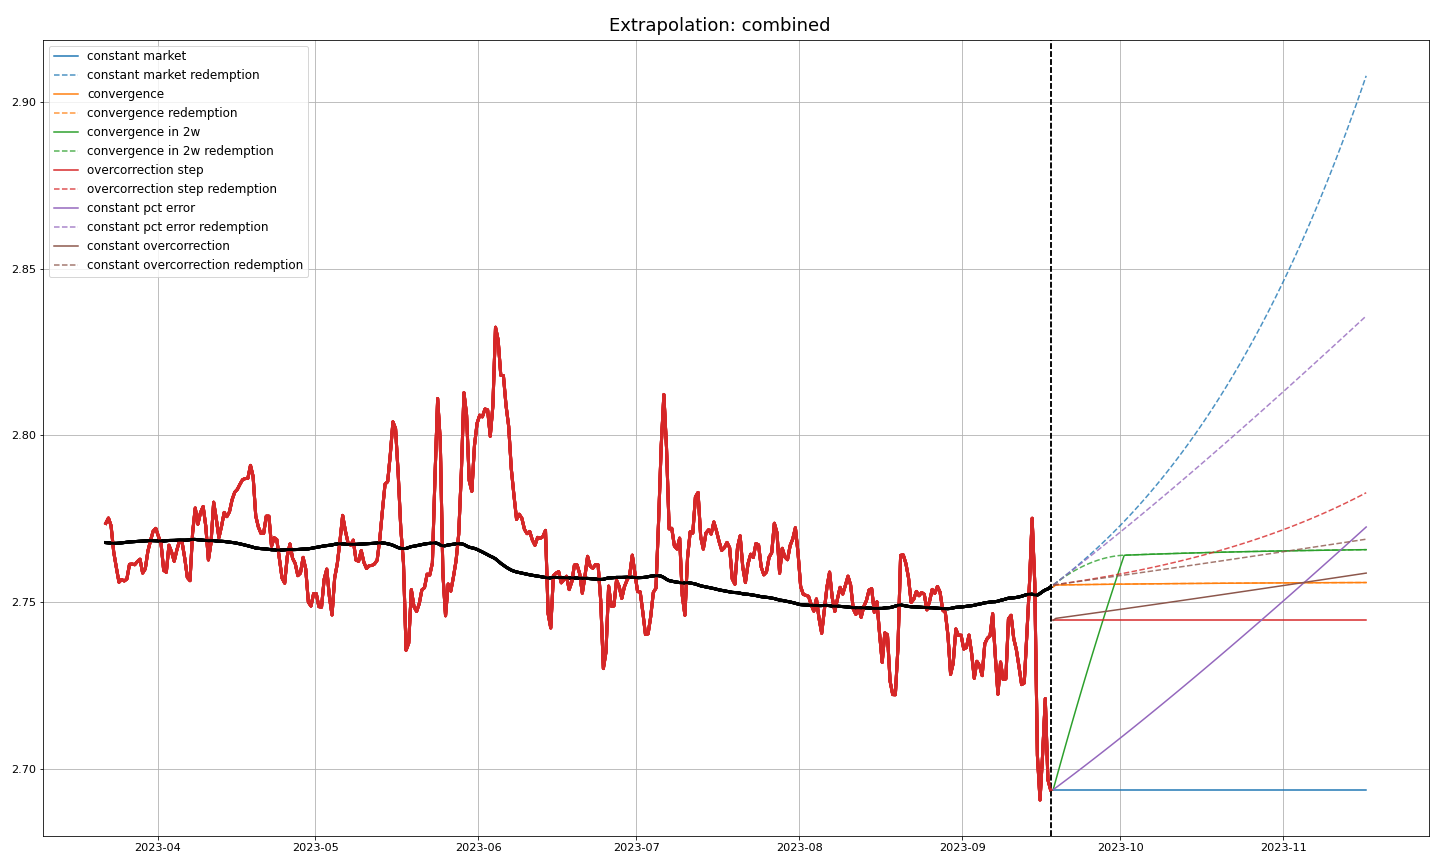 Extrapolation: combined
constant market
constant market redemption
convergence
convergence redemption
convergence in 2w
convergence in 2w redemption
overcorrection step
overcorrection step redemption
constant pct error
constant pct error redemption
constant overcorrection
constant overcorrection redemption
2.90
2.85
2.80
2.75
2.70
2023-04
2023-05
2023-06
2023-07
2023-08
2023-09
2023-10
2023-11